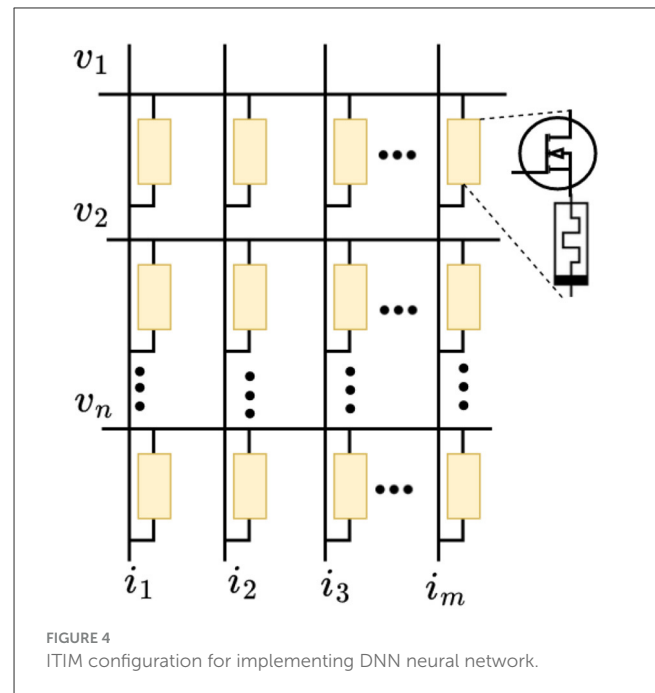 v₁
v₂
vₙ
i₁ i₂ i₃ iₘ
FIGURE 4
ITIM configuration for implementing DNN neural network.